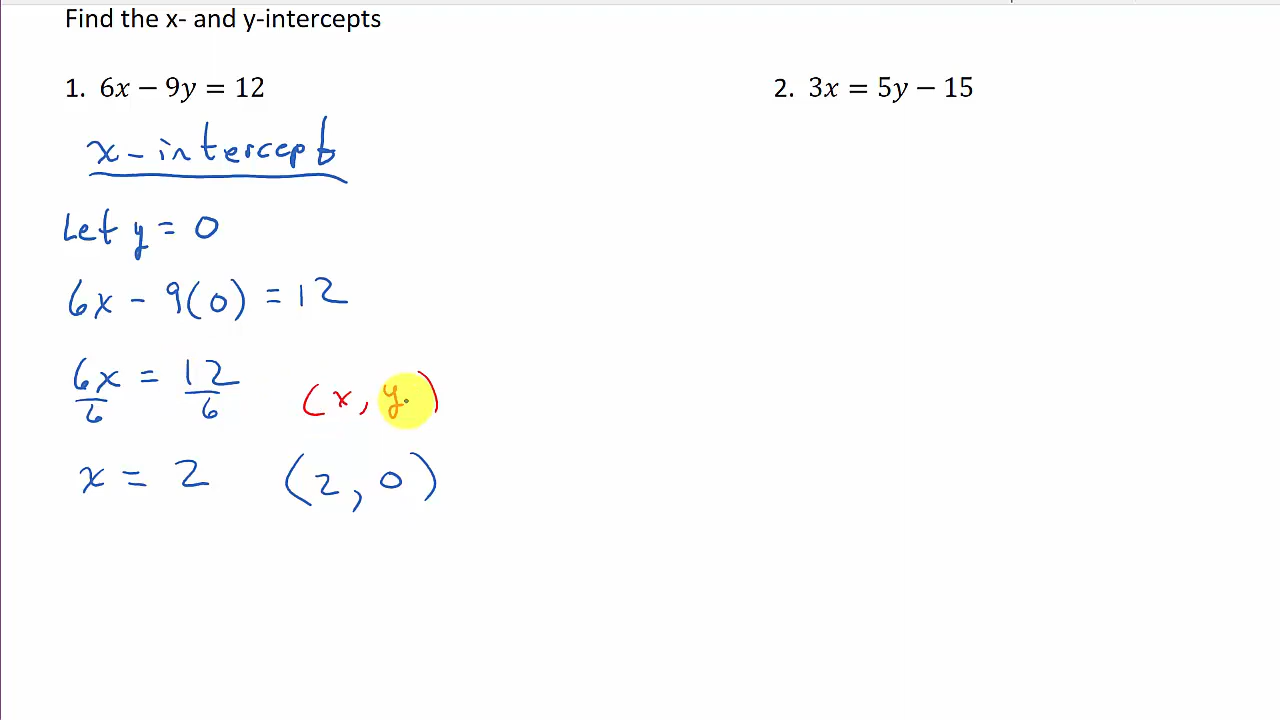 Find the x- and y-intercepts
1. 6x − 9y = 12
2. 3x = 5y − 15
x-intercept
Let y = 0
6x - 9(0) = 12
6x = 12
6 6
(x, y)
x = 2 (2, 0)